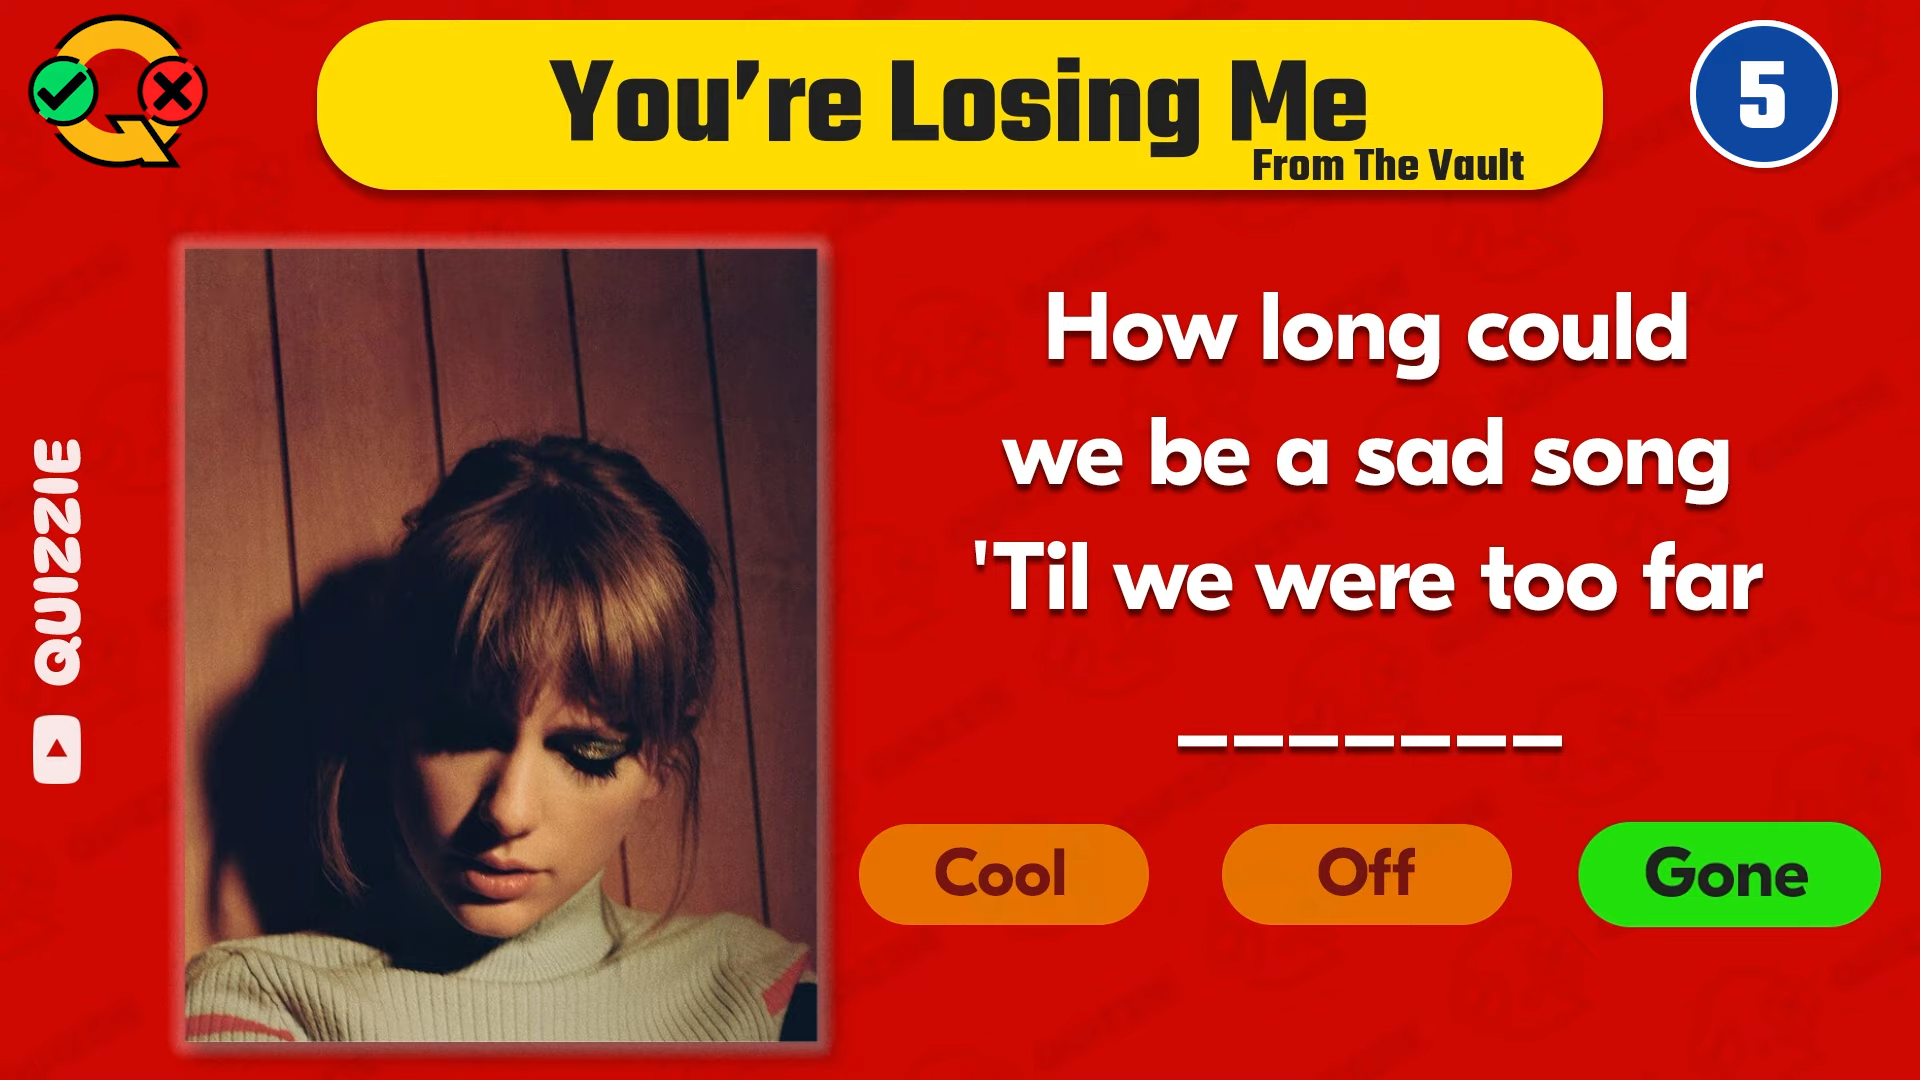 You’re Losing Me
From The Vault
5
QUIZZIE
How long could
we be a sad song
'Til we were too far
_______
Cool
Off
Gone